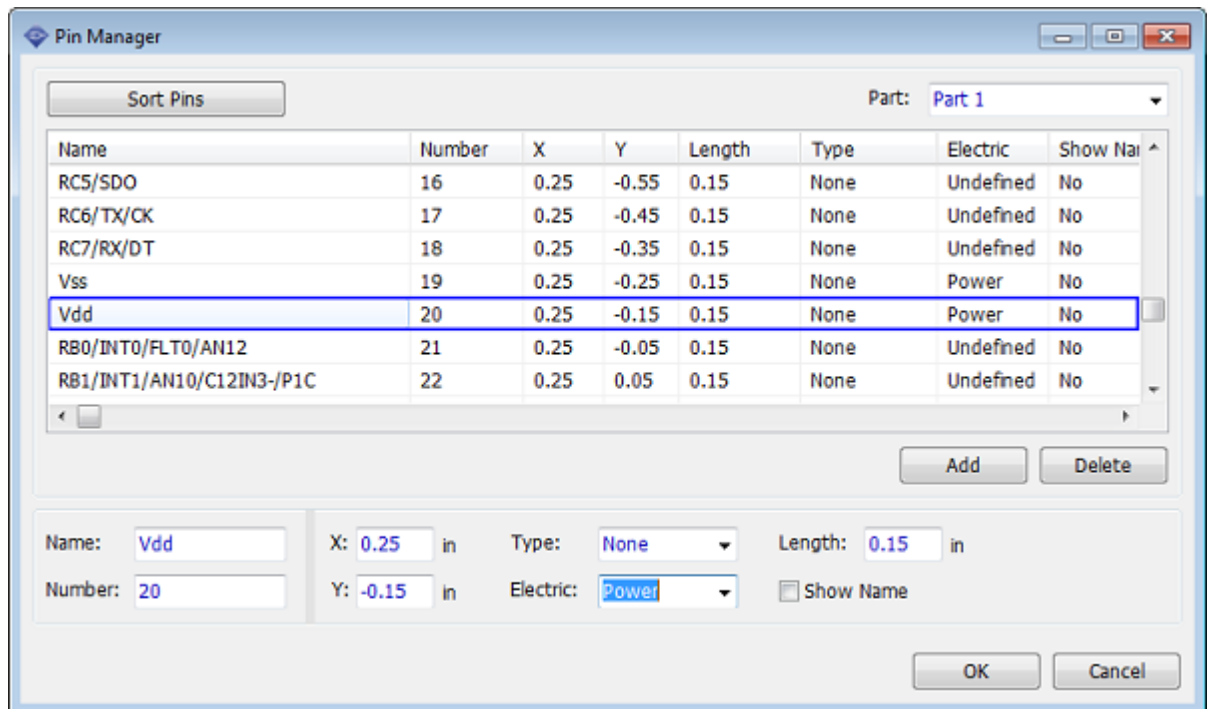 Pin Manager
Sort Pins Part: Part 1
Name Number X Y Length Type Electric Show Nar
RC5/SDO 16 0.25 -0.55 0.15 None Undefined No
RC6/TX/CK 17 0.25 -0.45 0.15 None Undefined No
RC7/RX/DT 18 0.25 -0.35 0.15 None Undefined No
Vss 19 0.25 -0.25 0.15 None Power No
Vdd 20 0.25 -0.15 0.15 None Power No
RB0/INT0/FLT0/AN12 21 0.25 -0.05 0.15 None Undefined No
RB1/INT1/AN10/C12IN3-/P1C 22 0.25 0.05 0.15 None Undefined No
Add Delete
Name: Vdd X: 0.25 in Type: None Length: 0.15 in
Number: 20 Y: -0.15 in Electric: Power Show Name
OK Cancel